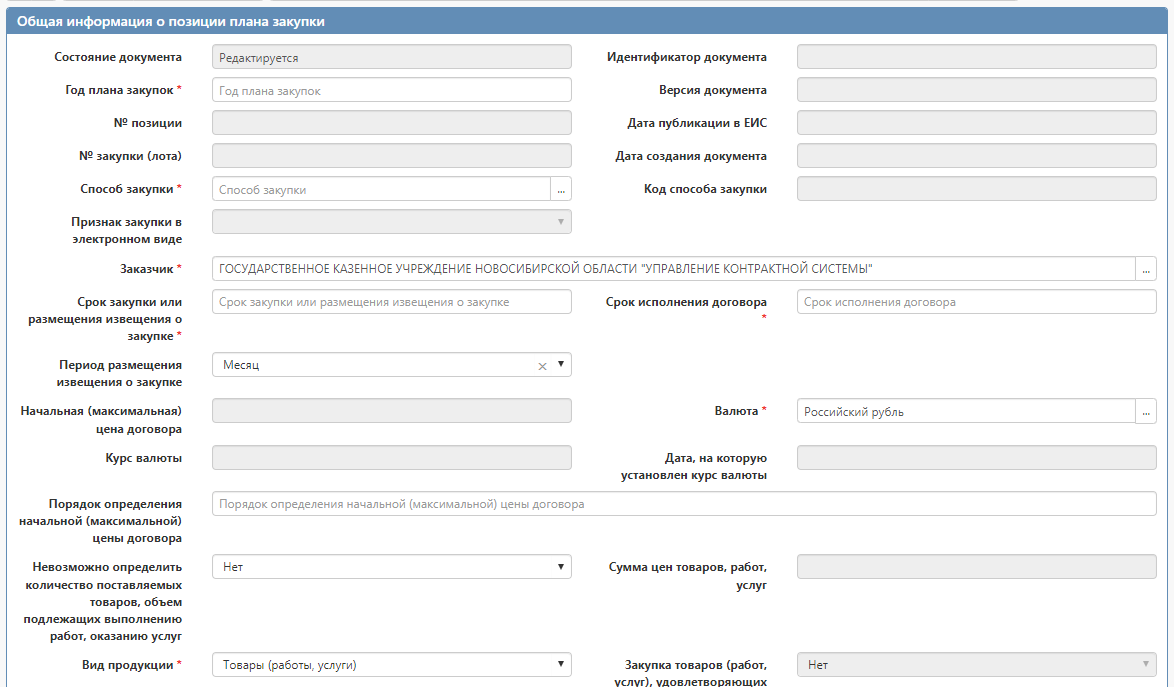 Общая информация о позиции плана закупки
Состояние документа
Редактируется
Идентификатор документа
Год плана закупок *
Год плана закупок
Версия документа
№ позиции
Дата публикации в ЕИС
№ закупки (лота)
Дата создания документа
Способ закупки *
Способ закупки
...
Код способа закупки
Признак закупки в
электронном виде
Заказчик *
ГОСУДАРСТВЕННОЕ КАЗЕННОЕ УЧРЕЖДЕНИЕ НОВОСИБИРСКОЙ ОБЛАСТИ "УПРАВЛЕНИЕ КОНТРАКТНОЙ СИСТЕМЫ"
...
Срок закупки или
размещения извещения о
закупке *
Срок закупки или размещения извещения о закупке
Срок исполнения договора
*
Срок исполнения договора
Период размещения
извещения о закупке
Месяц
Начальная (максимальная)
цена договора
Валюта *
Российский рубль
...
Курс валюты
Дата, на которую
установлен курс валюты
Порядок определения
начальной (максимальной)
цены договора
Порядок определения начальной (максимальной) цены договора
Невозможно определить
количество поставляемых
товаров, объем
подлежащих выполнению
работ, оказанию услуг
Нет
Сумма цен товаров, работ,
услуг
Вид продукции *
Товары (работы, услуги)
Закупка товаров (работ,
услуг), удовлетворяющих
Нет